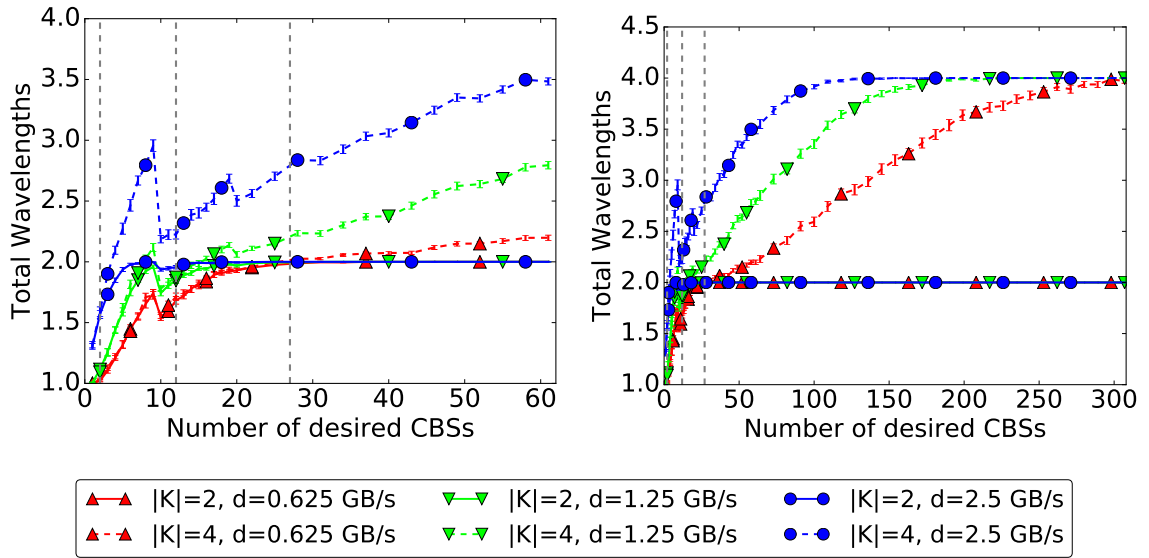 4.0
3.5
3.0
2.5
2.0
1.5
1.0
Total Wavelengths
0 10 20 30 40 50 60
Number of desired CBSs
4.5
4.0
3.5
3.0
2.5
2.0
1.5
1.0
Total Wavelengths
0 50 100 150 200 250 300
Number of desired CBSs
|K|=2, d=0.625 GB/s |K|=2, d=1.25 GB/s |K|=2, d=2.5 GB/s
|K|=4, d=0.625 GB/s |K|=4, d=1.25 GB/s |K|=4, d=2.5 GB/s